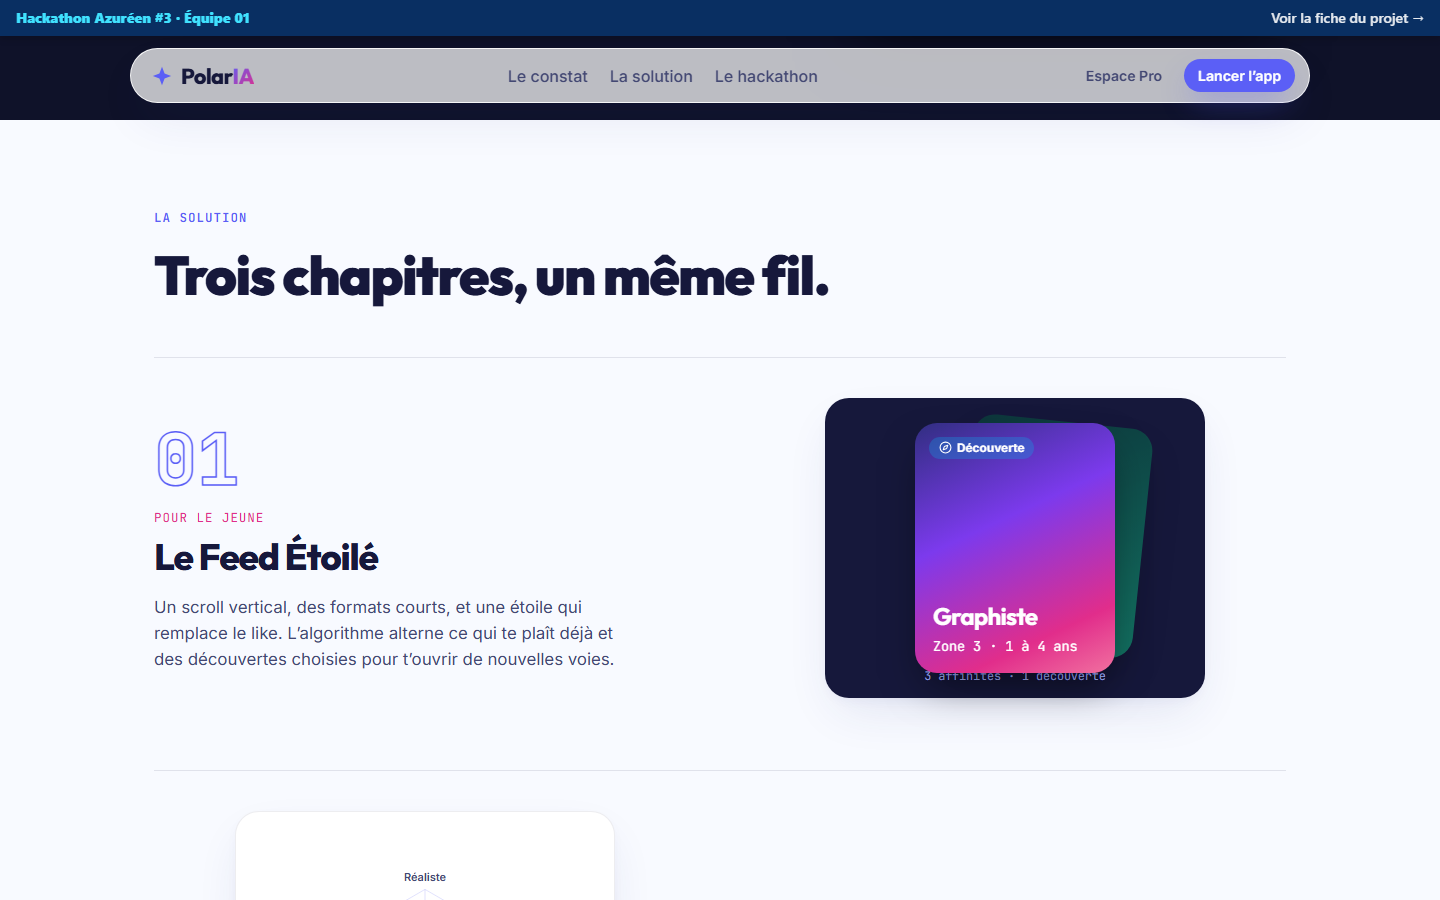 Hackathon Azuréen #3 · Équipe 01
Voir la fiche du projet →
PolarIA
Le constat
La solution
Le hackathon
Espace Pro
Lancer l’app
LA SOLUTION
Trois chapitres, un même fil.
01
POUR LE JEUNE
Le Feed Étoilé
Un scroll vertical, des formats courts, et une étoile qui
remplace le like. L’algorithme alterne ce qui te plaît déjà et
des découvertes choisies pour t’ouvrir de nouvelles voies.
Découverte
Graphiste
Zone 3 · 1 à 4 ans
3 affinités · 1 découverte
Réaliste